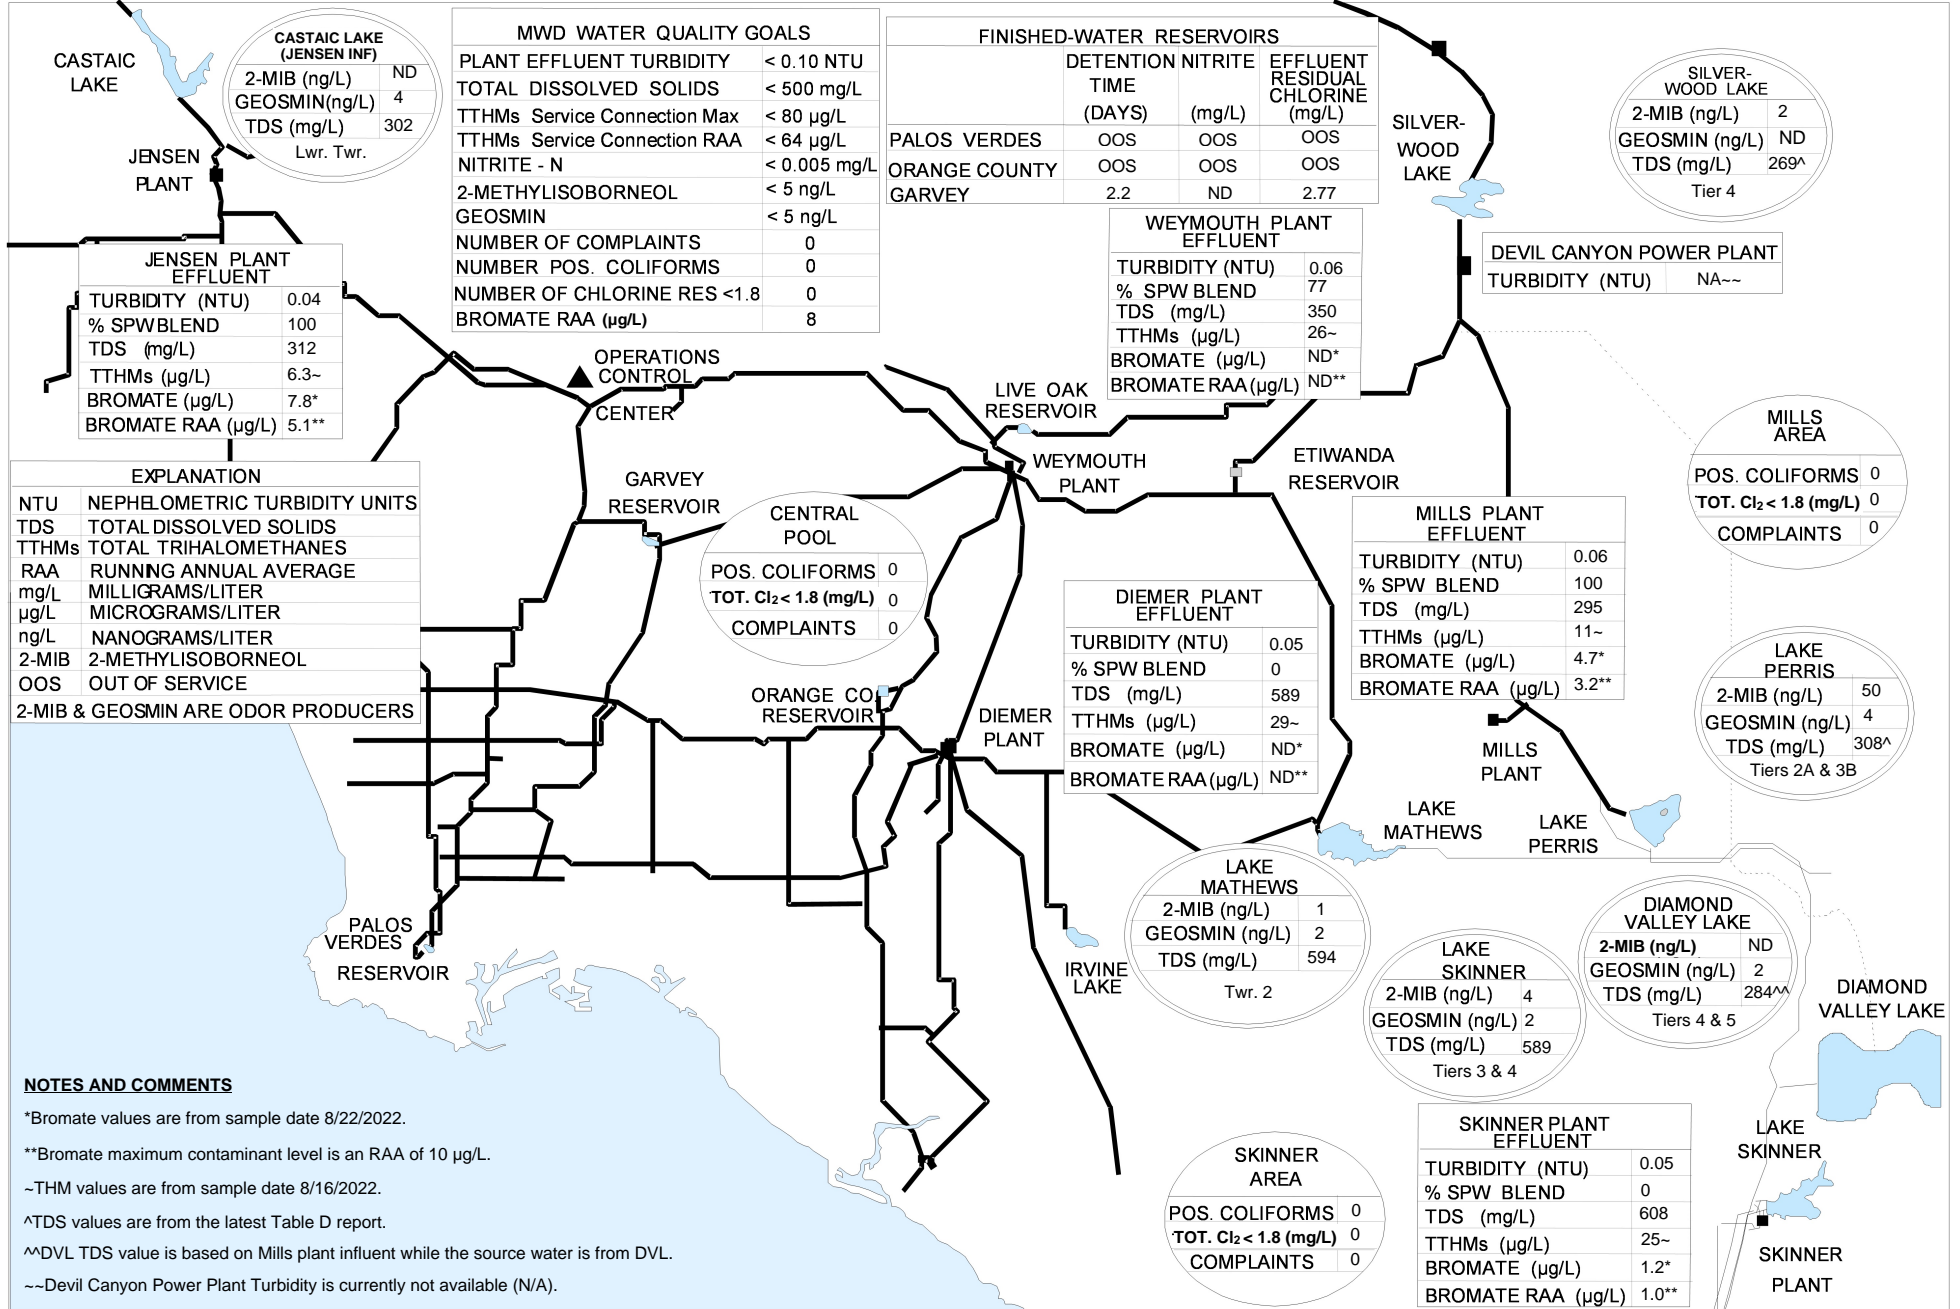 CASTAIC
LAKE
CASTAIC LAKE
(JENSEN INF)
2-MIB (ng/L) ND
GEOSMIN(ng/L) 4
TDS (mg/L) 302
Lwr. Twr.
JENSEN
PLANT
MWD WATER QUALITY GOALS
PLANT EFFLUENT TURBIDITY < 0.10 NTU
TOTAL DISSOLVED SOLIDS < 500 mg/L
TTHMs Service Connection Max < 80 µg/L
TTHMs Service Connection RAA < 64 µg/L
NITRITE - N < 0.005 mg/L
2-METHYLISOBORNEOL < 5 ng/L
GEOSMIN < 5 ng/L
NUMBER OF COMPLAINTS 0
NUMBER POS. COLIFORMS 0
NUMBER OF CHLORINE RES <1.8 0
BROMATE RAA (µg/L) 8
FINISHED-WATER RESERVOIRS
DETENTION NITRITE EFFLUENT
TIME RESIDUAL
CHLORINE
(DAYS) (mg/L) (mg/L)
PALOS VERDES OOS OOS OOS
ORANGE COUNTY OOS OOS OOS
GARVEY 2.2 ND 2.77
SILVER-
WOOD
LAKE
SILVER-
WOOD LAKE
2-MIB (ng/L) 2
GEOSMIN (ng/L) ND
TDS (mg/L) 269^
Tier 4
JENSEN PLANT
EFFLUENT
TURBIDITY (NTU) 0.04
% SPW BLEND 100
TDS (mg/L) 312
TTHMs (µg/L) 6.3~
BROMATE (µg/L) 7.8*
BROMATE RAA (µg/L) 5.1**
WEYMOUTH PLANT
EFFLUENT
TURBIDITY (NTU) 0.06
% SPW BLEND 77
TDS (mg/L) 350
TTHMs (µg/L) 26~
BROMATE (µg/L) ND*
BROMATE RAA (µg/L) ND**
DEVIL CANYON POWER PLANT
TURBIDITY (NTU) NA~~
OPERATIONS
CONTROL
CENTER
LIVE OAK
RESERVOIR
WEYMOUTH
PLANT
ETIWANDA
RESERVOIR
MILLS
AREA
POS. COLIFORMS 0
TOT. Cl2 < 1.8 (mg/L) 0
COMPLAINTS 0
EXPLANATION
NTU NEPHELOMETRIC TURBIDITY UNITS
TDS TOTAL DISSOLVED SOLIDS
TTHMs TOTAL TRIHALOMETHANES
RAA RUNNING ANNUAL AVERAGE
mg/L MILLIGRAMS/LITER
µg/L MICROGRAMS/LITER
ng/L NANOGRAMS/LITER
2-MIB 2-METHYLISOBORNEOL
OOS OUT OF SERVICE
2-MIB & GEOSMIN ARE ODOR PRODUCERS
GARVEY
RESERVOIR
CENTRAL
POOL
POS. COLIFORMS 0
TOT. Cl2 < 1.8 (mg/L) 0
COMPLAINTS 0
MILLS PLANT
EFFLUENT
TURBIDITY (NTU) 0.06
% SPW BLEND 100
TDS (mg/L) 295
TTHMs (µg/L) 11~
BROMATE (µg/L) 4.7*
BROMATE RAA (µg/L) 3.2**
DIEMER PLANT
EFFLUENT
TURBIDITY (NTU) 0.05
% SPW BLEND 0
TDS (mg/L) 589
TTHMs (µg/L) 29~
BROMATE (µg/L) ND*
BROMATE RAA (µg/L) ND**
LAKE
PERRIS
2-MIB (ng/L) 50
GEOSMIN (ng/L) 4
TDS (mg/L) 308^
Tiers 2A & 3B
ORANGE CO
RESERVOIR
DIEMER
PLANT
MILLS
PLANT
LAKE
MATHEWS
LAKE
PERRIS
LAKE
MATHEWS
2-MIB (ng/L) 1
GEOSMIN (ng/L) 2
TDS (mg/L) 594
Twr. 2
PALOS
VERDES
RESERVOIR
IRVINE
LAKE
LAKE
SKINNER
2-MIB (ng/L) 4
GEOSMIN (ng/L) 2
TDS (mg/L) 589
Tiers 3 & 4
DIAMOND
VALLEY LAKE
2-MIB (ng/L) ND
GEOSMIN (ng/L) 2
TDS (mg/L) 284^^
Tiers 4 & 5
DIAMOND
VALLEY LAKE
NOTES AND COMMENTS
*Bromate values are from sample date 8/22/2022.
**Bromate maximum contaminant level is an RAA of 10 µg/L.
~THM values are from sample date 8/16/2022.
^TDS values are from the latest Table D report.
^^DVL TDS value is based on Mills plant influent while the source water is from DVL.
~~Devil Canyon Power Plant Turbidity is currently not available (N/A).
SKINNER
AREA
POS. COLIFORMS 0
TOT. Cl2 < 1.8 (mg/L) 0
COMPLAINTS 0
SKINNER PLANT
EFFLUENT
TURBIDITY (NTU) 0.05
% SPW BLEND 0
TDS (mg/L) 608
TTHMs (µg/L) 25~
BROMATE (µg/L) 1.2*
BROMATE RAA (µg/L) 1.0**
LAKE
SKINNER
SKINNER
PLANT